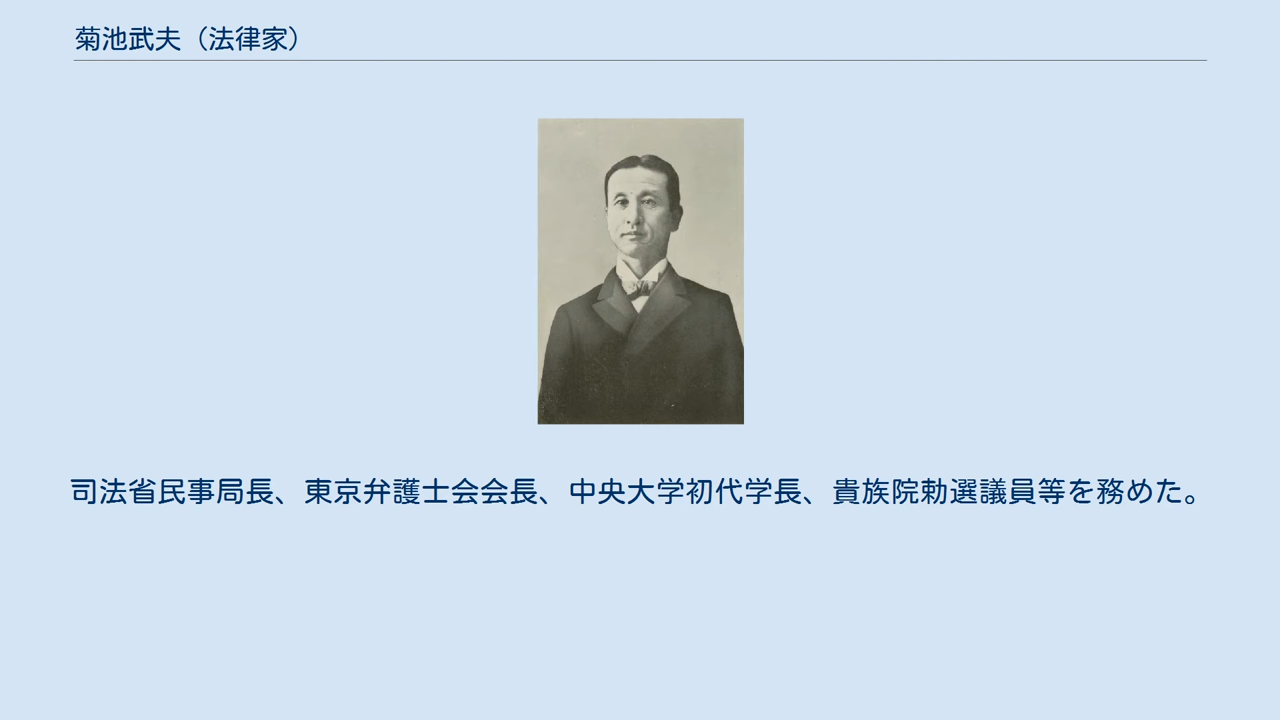 菊池武夫（法律家）
司法省民事局長、東京弁護士会会長、中央大学初代学長、貴族院勅選議員等を務めた。